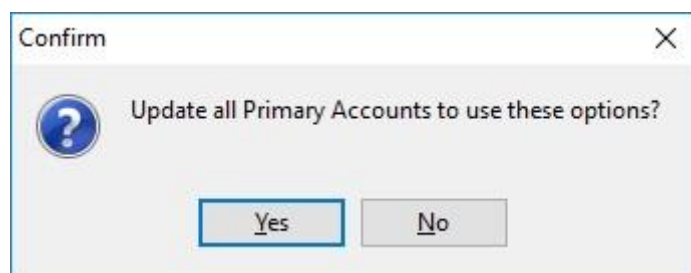 Confirm
Update all Primary Accounts to use these options?
Yes
No